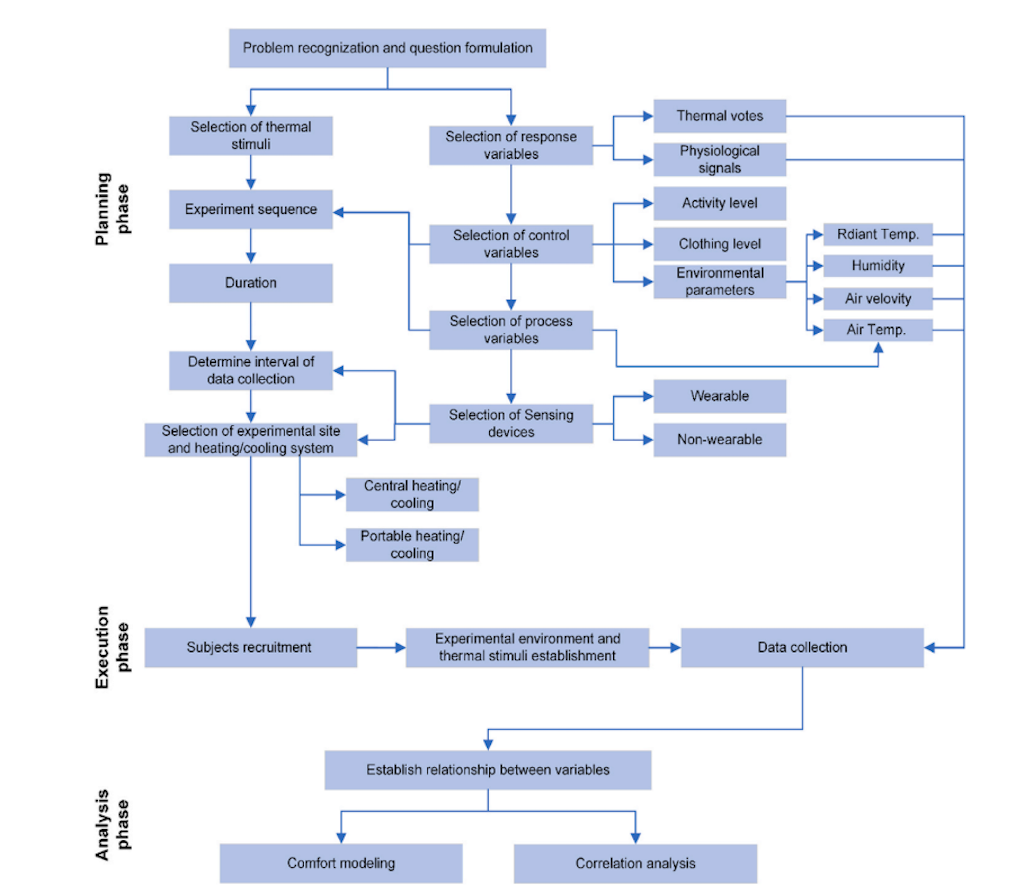 Problem recognization and question formulation
Selection of thermal
stimuli
Selection of response
variables
Thermal votes
Physiological
signals
Planning
phase
Experiment sequence
Selection of control
variables
Activity level
Clothing level
Environmental
parameters
Rdiant Temp.
Humidity
Air velovity
Air Temp.
Duration
Selection of process
variables
Determine interval of
data collection
Selection of Sensing
devices
Wearable
Non-wearable
Selection of experimental site
and heating/cooling system
Central heating/
cooling
Portable heating/
cooling
Execution
phase
Subjects recruitment
Experimental environment and
thermal stimuli establishment
Data collection
Analysis
phase
Establish relationship between variables
Comfort modeling
Correlation analysis